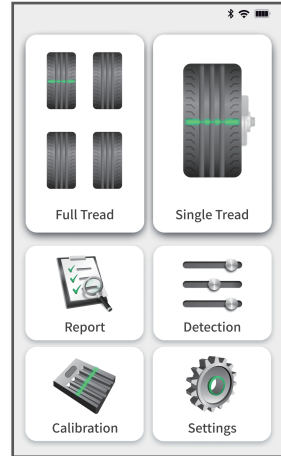 Full Tread
Single Tread
Report
Detection
Calibration
Settings